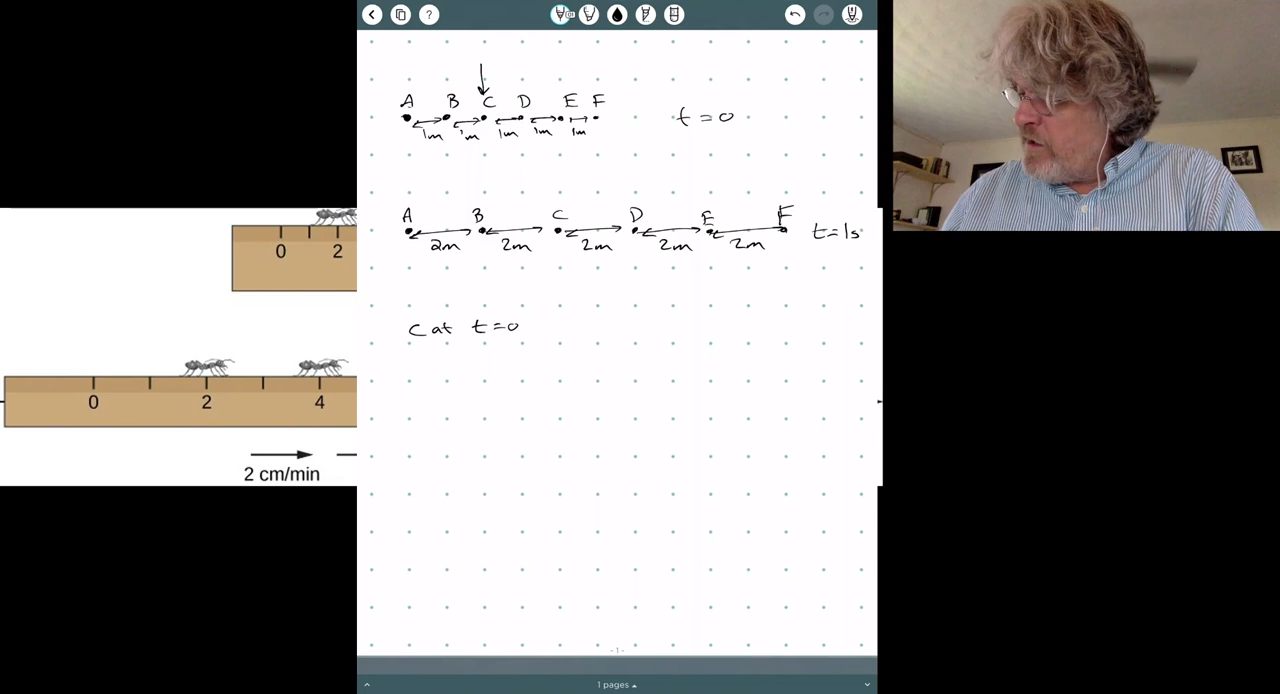 ?
A B C D E F
1m 1m 1m 1m 1m
t = 0
A B C D E F
2m 2m 2m 2m 2m
t=1s
0 2
C at t=0
0 2 4
2 cm/min
- 1 -
1 pages